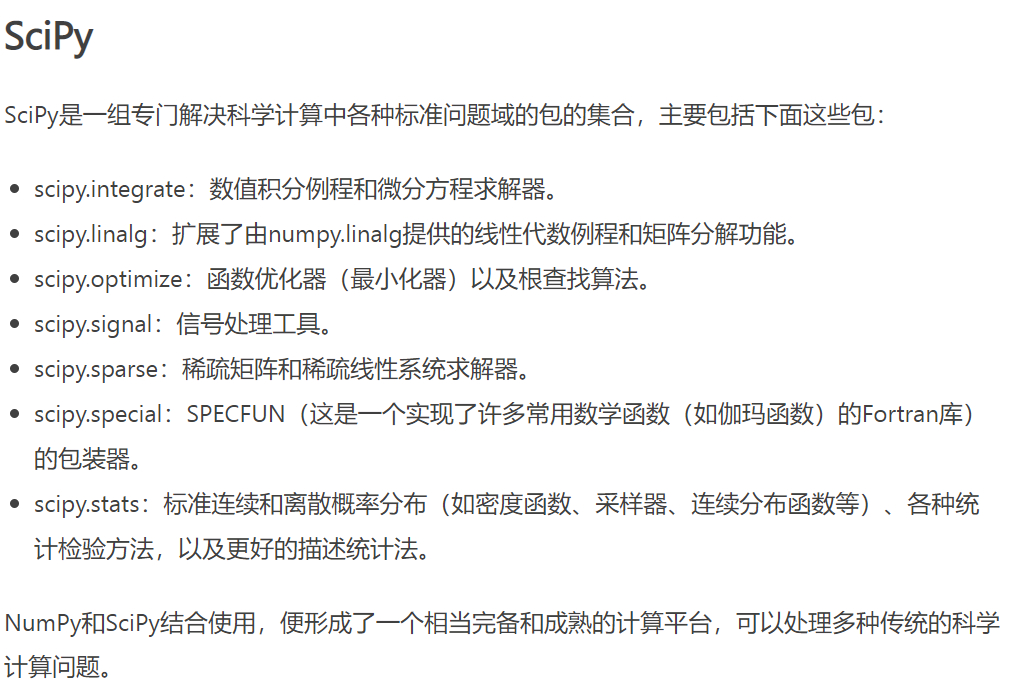 SciPy
SciPy是一组专门解决科学计算中各种标准问题域的包的集合，主要包括下面这些包：
scipy.integrate：数值积分例程和微分方程求解器。
scipy.linalg：扩展了由numpy.linalg提供的线性代数例程和矩阵分解功能。
scipy.optimize：函数优化器（最小化器）以及根查找算法。
scipy.signal：信号处理工具。
scipy.sparse：稀疏矩阵和稀疏线性系统求解器。
scipy.special：SPECFUN（这是一个实现了许多常用数学函数（如伽玛函数）的Fortran库）
的包装器。
scipy.stats：标准连续和离散概率分布（如密度函数、采样器、连续分布函数等）、各种统
计检验方法，以及更好的描述统计法。
NumPy和SciPy结合使用，便形成了一个相当完备和成熟的计算平台，可以处理多种传统的科学
计算问题。